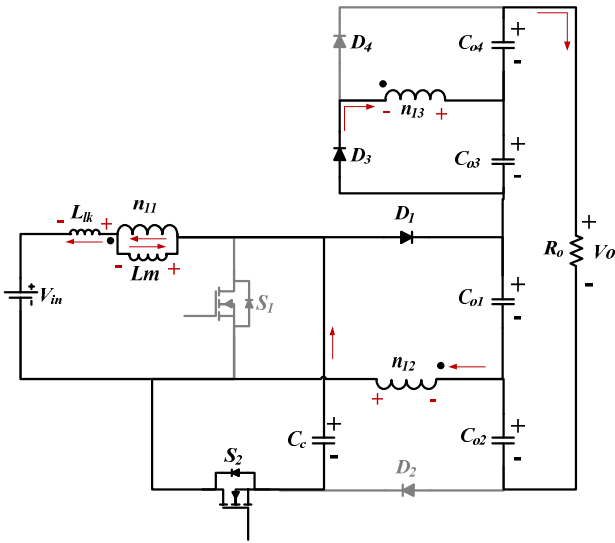 D4
Co4
+
-
n13
- +
D3
Co3
+
-
Llk
- +
n11
Lm
- +
D1
Ro
+
Vo
-
Vin
+
-
S1
Co1
+
-
n12
+ -
Cc
+
-
Co2
+
-
S2
D2